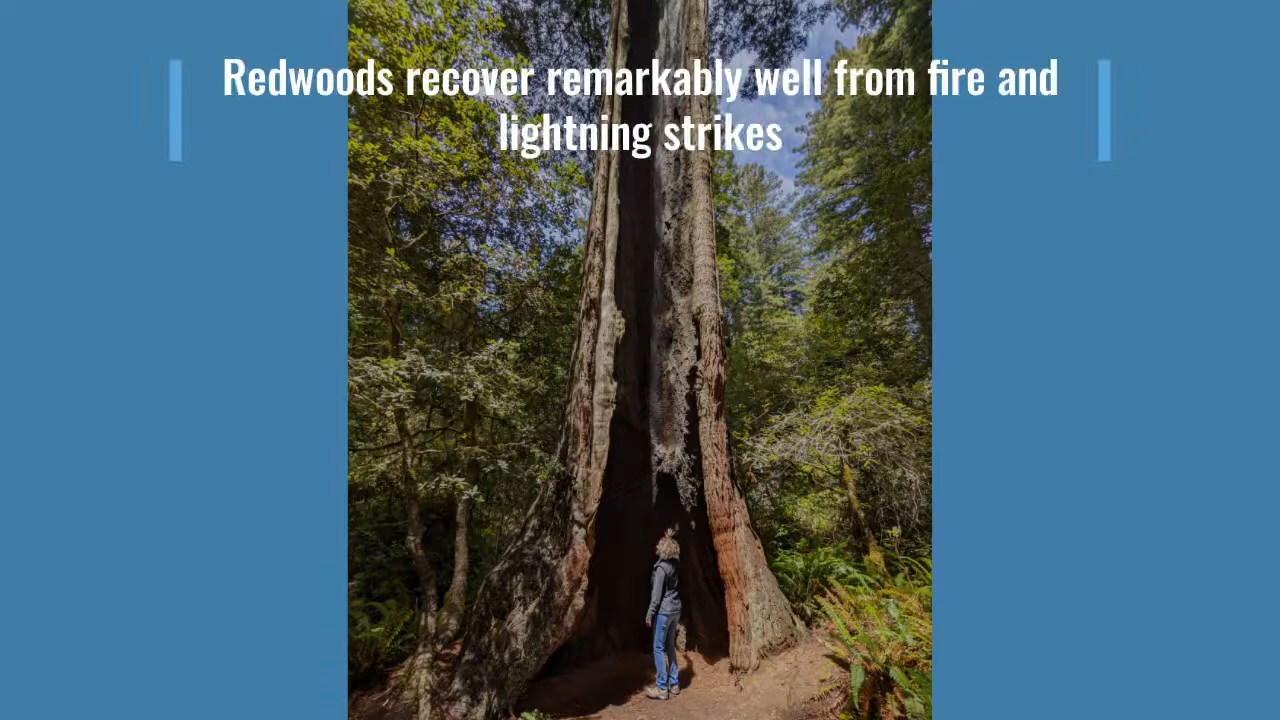 Redwoods recover remarkably well from fire and
lightning strikes